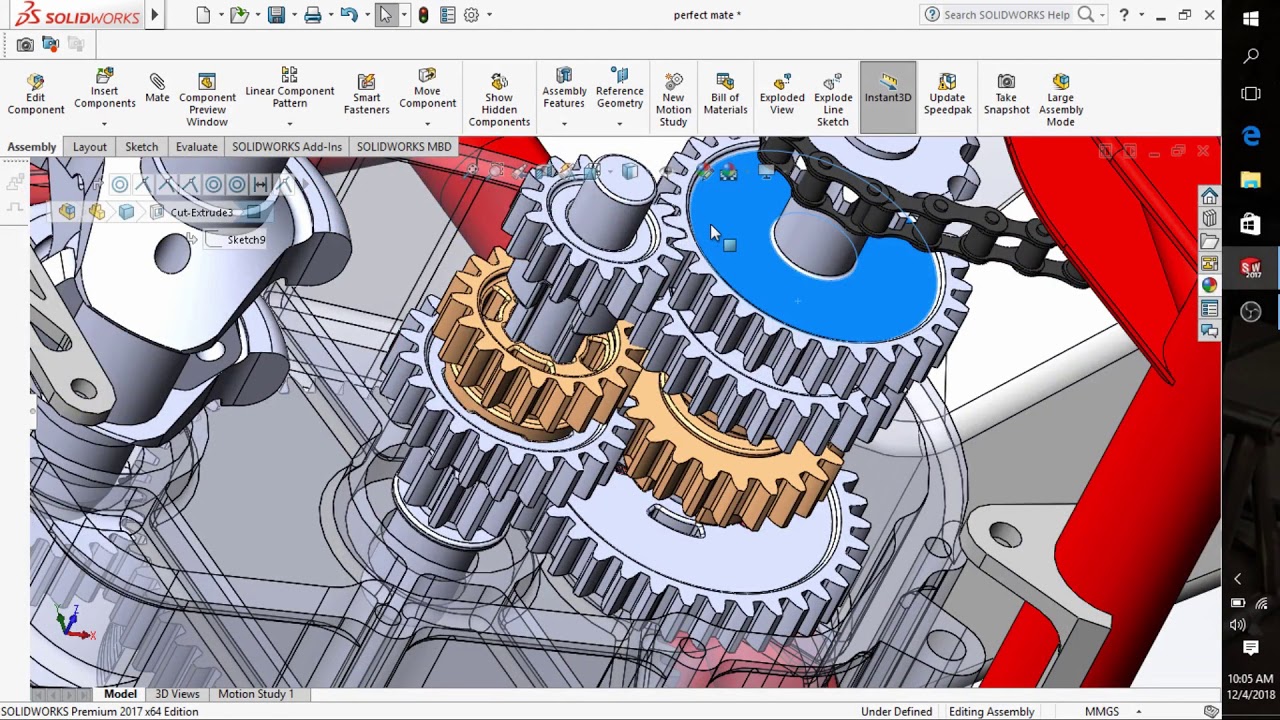 SOLIDWORKS
perfect mate *
Search SOLIDWORKS Help
?
Edit Component
Insert Components
Mate
Component Preview Window
Linear Component Pattern
Smart Fasteners
Move Component
Show Hidden Components
Assembly Features
Reference Geometry
New Motion Study
Bill of Materials
Exploded View
Explode Line Sketch
Instant3D
Update Speedpak
Take Snapshot
Large Assembly Mode
Assembly
Layout
Sketch
Evaluate
SOLIDWORKS Add-Ins
SOLIDWORKS MBD
Cut-Extrude3
Sketch9
SW
2017
Y
Z
X
Model
3D Views
Motion Study 1
SOLIDWORKS Premium 2017 x64 Edition
Under Defined
Editing Assembly
MMGS
10:05 AM
12/4/2018